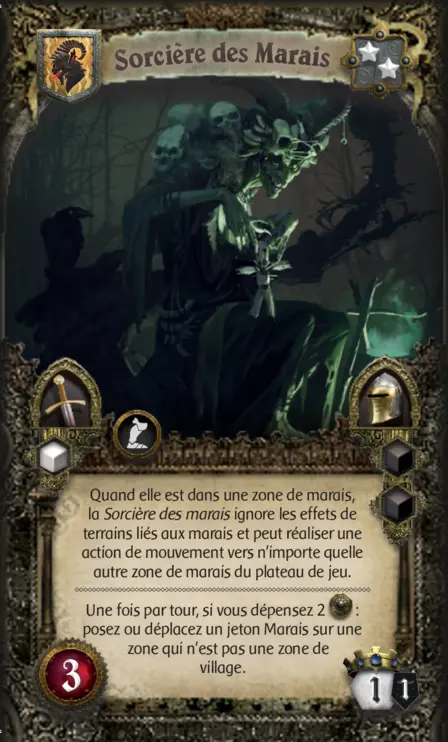 Sorcière des Marais
Quand elle est dans une zone de marais,
la Sorcière des marais ignore les effets de
terrains liés aux marais et peut réaliser une
action de mouvement vers n'importe quelle
autre zone de marais du plateau de jeu.
Une fois par tour, si vous dépensez 2 :
posez ou déplacez un jeton Marais sur une
zone qui n'est pas une zone de
village.
3
1 1